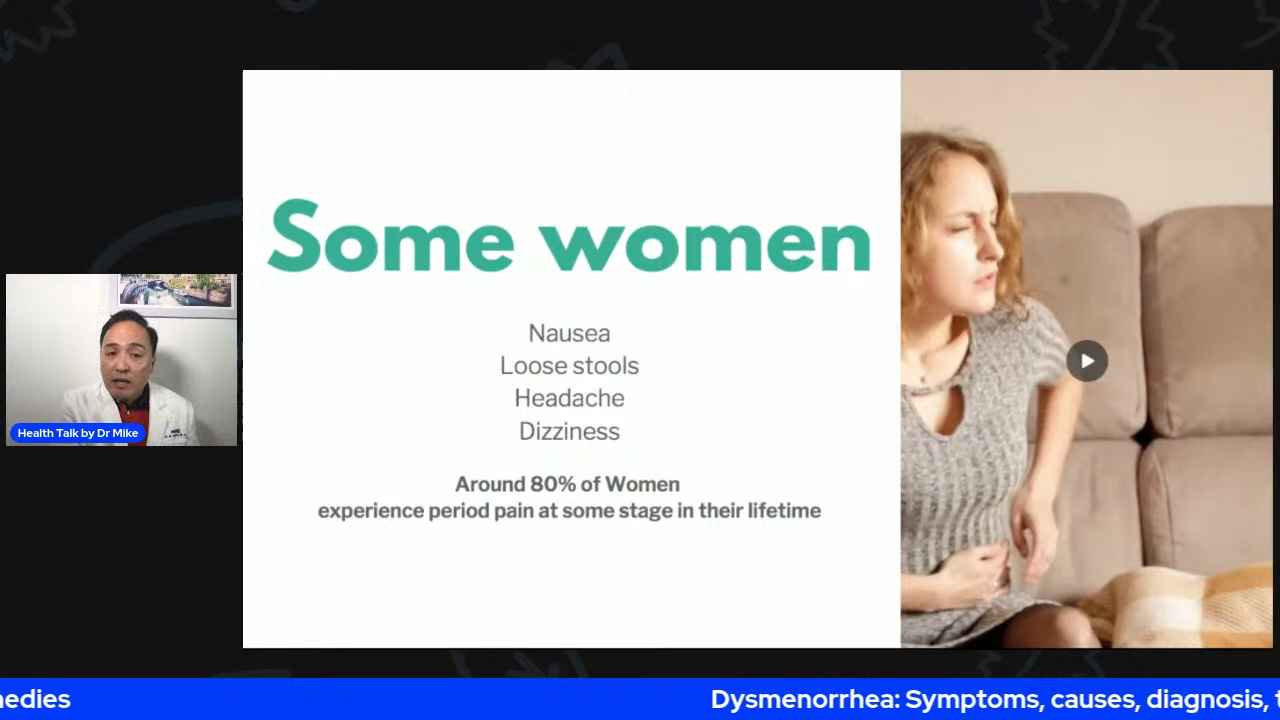 Some women
Nausea
Loose stools
Headache
Dizziness
Around 80% of Women
experience period pain at some stage in their lifetime
Health Talk by Dr Mike
nedies
Dysmenorrhea: Symptoms, causes, diagnosis,